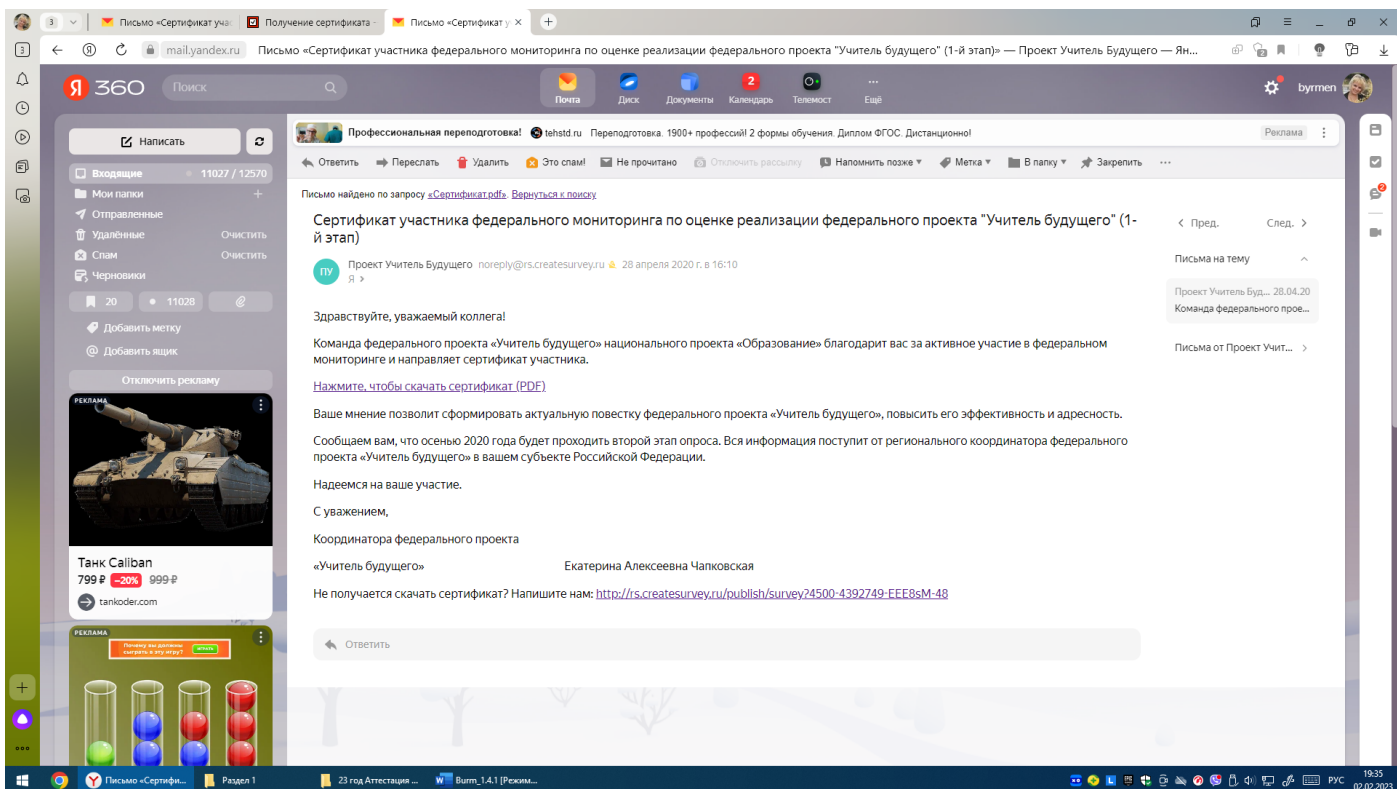 3
Письмо «Сертификат учас
Получение сертификата -
Письмо «Сертификат у
3
mail.yandex.ru
Письмо «Сертификат участника федерального мониторинга по оценке реализации федерального проекта "Учитель будущего" (1-й этап)» — Проект Учитель Будущего — Ян...
2
Я 360
Поиск
Почта
Диск
Документы
2
Календарь
Телемост
Ещё
byrmen
Написать
Входящие
11027 / 12570
Мои папки
Отправленные
Удалённые
Очистить
Спам
Очистить
Черновики
20
11028
Добавить метку
Добавить ящик
Отключить рекламу
Профессиональная переподготовка! tehstd.ru Переподготовка. 1900+ профессий! 2 формы обучения. Диплом ФГОС. Дистанционно!
Реклама
Ответить
Переслать
Удалить
Это спам!
Не прочитано
Отключить рассылку
Напомнить позже
Метка
В папку
Закрепить
Письмо найдено по запросу «Сертификат.pdf». Вернуться к поиску
Сертификат участника федерального мониторинга по оценке реализации федерального проекта "Учитель будущего" (1-
й этап)
ПУ
Проект Учитель Будущего noreply@rs.createsurvey.ru 28 апреля 2020 г. в 16:10
Я
Здравствуйте, уважаемый коллега!
Команда федерального проекта «Учитель будущего» национального проекта «Образование» благодарит вас за активное участие в федеральном
мониторинге и направляет сертификат участника.
Нажмите, чтобы скачать сертификат (PDF)
Ваше мнение позволит сформировать актуальную повестку федерального проекта «Учитель будущего», повысить его эффективность и адресность.
Сообщаем вам, что осенью 2020 года будет проходить второй этап опроса. Вся информация поступит от регионального координатора федерального
проекта «Учитель будущего» в вашем субъекте Российской Федерации.
Надеемся на ваше участие.
С уважением,
Координатора федерального проекта
«Учитель будущего» Екатерина Алексеевна Чапковская
Не получается скачать сертификат? Напишите нам: http://rs.createsurvey.ru/publish/survey?4500-4392749-EEE8sM-48
Ответить
Пред.
След.
Письма на тему
Проект Учитель Буд... 28.04.20
Команда федерального прое...
Письма от Проект Учит...
2
РЕКЛАМА
Танк Caliban
799 ₽ –20% 999 ₽
tankoder.com
РЕКЛАМА
Почему вы должны
сыграть в эту игру?
ИГРАТЬ
Письмо «Сертифи...
Раздел 1
23 год Аттестация ...
Burm_1.4.1 [Режим...
РУС
19:35
02.02.2023